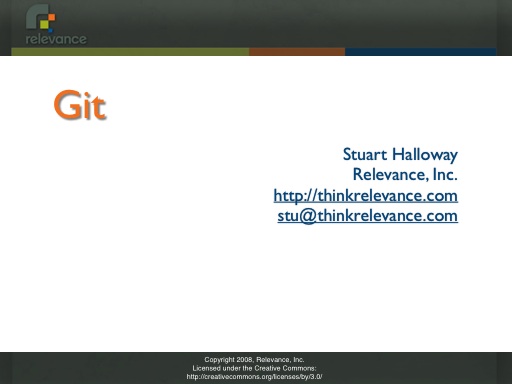 relevance
Git
Stuart Halloway
Relevance, Inc.
http://thinkrelevance.com
stu@thinkrelevance.com
Copyright 2008, Relevance, Inc.
Licensed under the Creative Commons:
http://creativecommons.org/licenses/by/3.0/